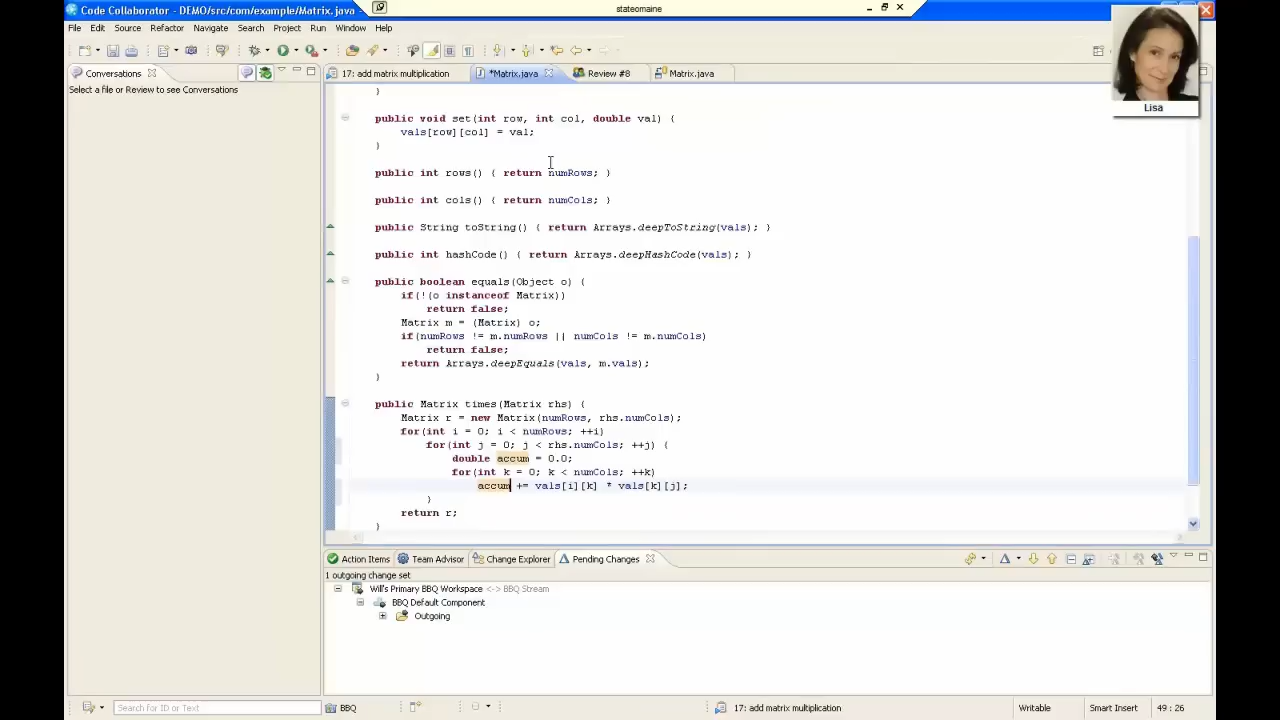 Code Collaborator - DEMO/src/com/example/Matrix.java
stateomaine
File Edit Source Refactor Navigate Search Project Run Window Help
Lisa
Conversations
17: add matrix multiplication
*Matrix.java
Review #8
Matrix.java
Select a file or Review to see Conversations
}
public void set(int row, int col, double val) {
vals[row][col] = val;
}
public int rows() { return numRows; }
public int cols() { return numCols; }
public String toString() { return Arrays.deepToString(vals); }
public int hashCode() { return Arrays.deepHashCode(vals); }
public boolean equals(Object o) {
if(!(o instanceof Matrix))
return false;
Matrix m = (Matrix) o;
if(numRows != m.numRows || numCols != m.numCols)
return false;
return Arrays.deepEquals(vals, m.vals);
}
public Matrix times(Matrix rhs) {
Matrix r = new Matrix(numRows, rhs.numCols);
for(int i = 0; i < numRows; ++i)
for(int j = 0; j < rhs.numCols; ++j) {
double accum = 0.0;
for(int k = 0; k < numCols; ++k)
accum += vals[i][k] * vals[k][j];
}
return r;
}
Action Items Team Advisor Change Explorer Pending Changes
1 outgoing change set
Will's Primary BBQ Workspace <-> BBQ Stream
BBQ Default Component
Outgoing
Search for ID or Text
BBQ
17: add matrix multiplication
Writable
Smart Insert
49 : 26